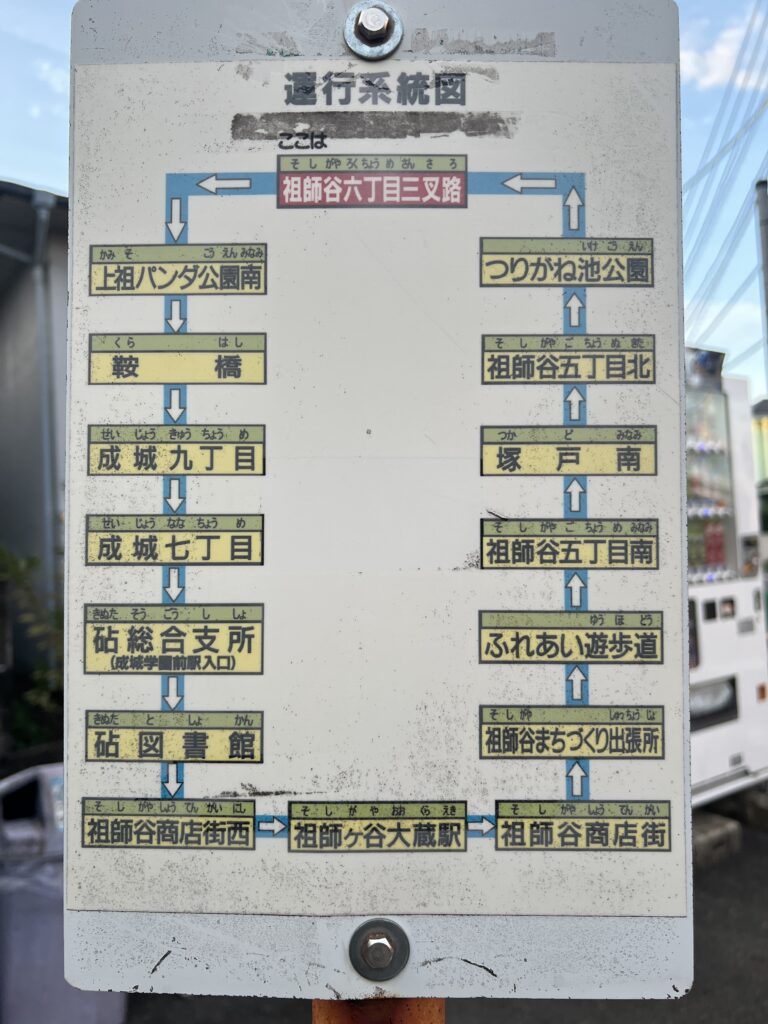 運行系統図
ここは
そしがやろくちょうめさんさろ
祖師谷六丁目三叉路
かみそ こうえんみなみ
上祖パンダ公園南
くら はし
鞍橋
せいじょうきゅうちょうめ
成城九丁目
せいじょうななちょうめ
成城七丁目
きぬたそうごうししょ
砧総合支所
(成城学園前駅入口)
きぬたとしょかん
砧図書館
そしがやしょうてんがいにし
祖師谷商店街西
そしがやおおくらえき
祖師ヶ谷大蔵駅
そしがやしょうてんがい
祖師谷商店街
そしがや しゅっちょうじょ
祖師谷まちづくり出張所
ゆうほどう
ふれあい遊歩道
そしがやごちょうめみなみ
祖師谷五丁目南
つかどみなみ
塚戸南
そしがやごちょうめきた
祖師谷五丁目北
いけこうえん
つりがね池公園